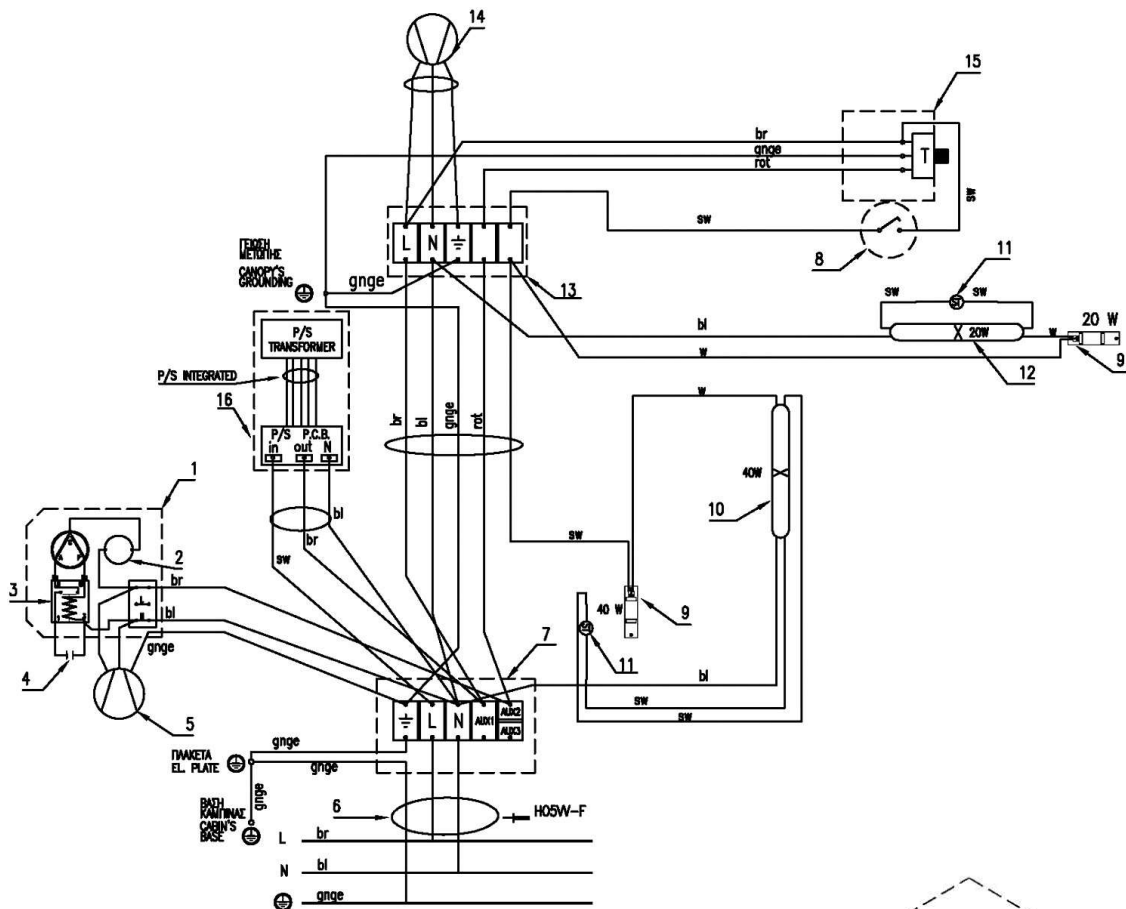 14
15
br
gnge
rot
T
sw
sw
8
L N
13
ΓΕΙΩΣΗ
ΜΕΤΩΠΗΣ
CANOPY'S
GROUNDING
gnge
11
sw
sw
ST
bl
20W
w
20 W
w
12
9
P/S
TRANSFORMER
P/S INTEGRATED
16
P/S P.C.B.
in out N
br
bl
gnge
rot
w
40W
10
1
2
3
4
5
br
bl
gnge
bl
br
sw
sw
40 W
9
11
7
bl
sw
sw
L N AUX1 AUX2
AUX3
ΠΛΑΚΕΤΑ
EL. PLATE
gnge
gnge
gnge
ΒΑΣΗ
ΚΑΜΠΙΝΑΣ
CABIN'S
BASE
6
H05VV-F
L br
N bl
gnge